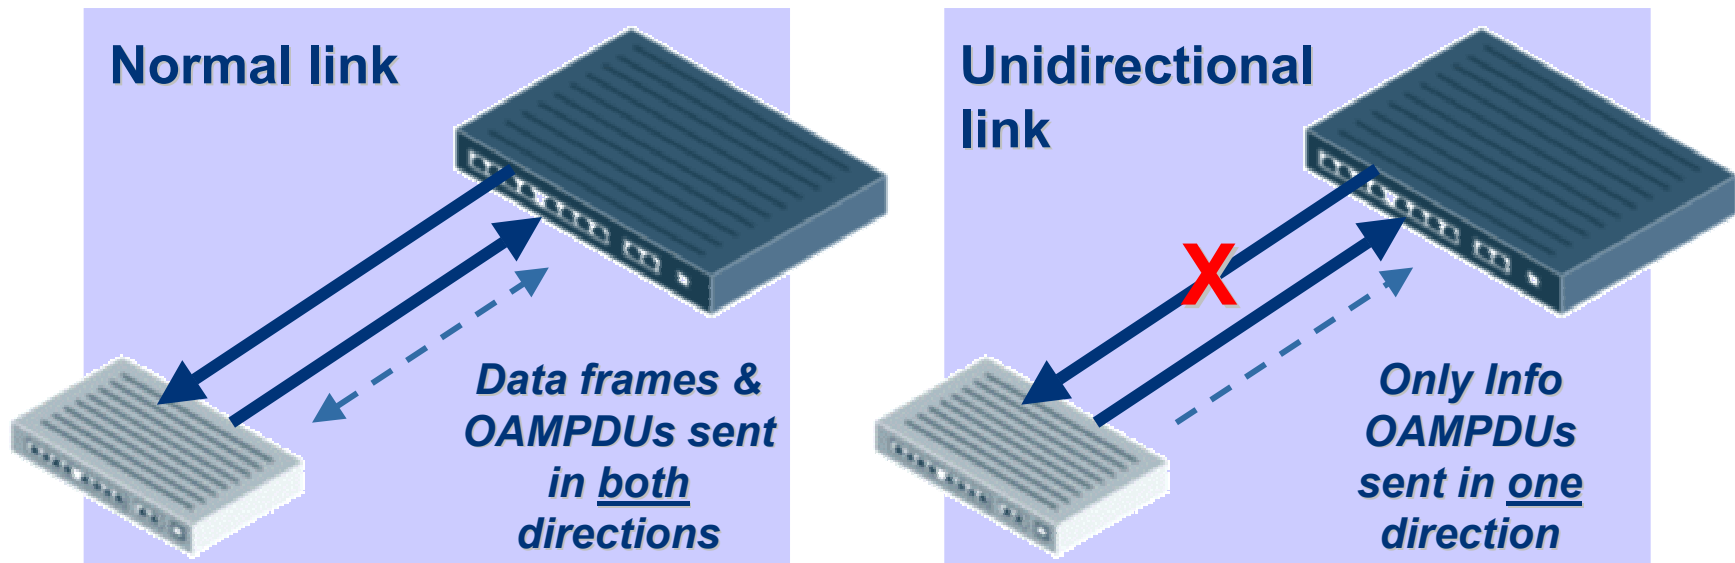 Normal link
Data frames &
OAMPDUs sent
in both
directions
Unidirectional
link
X
Only Info
OAMPDUs
sent in one
direction